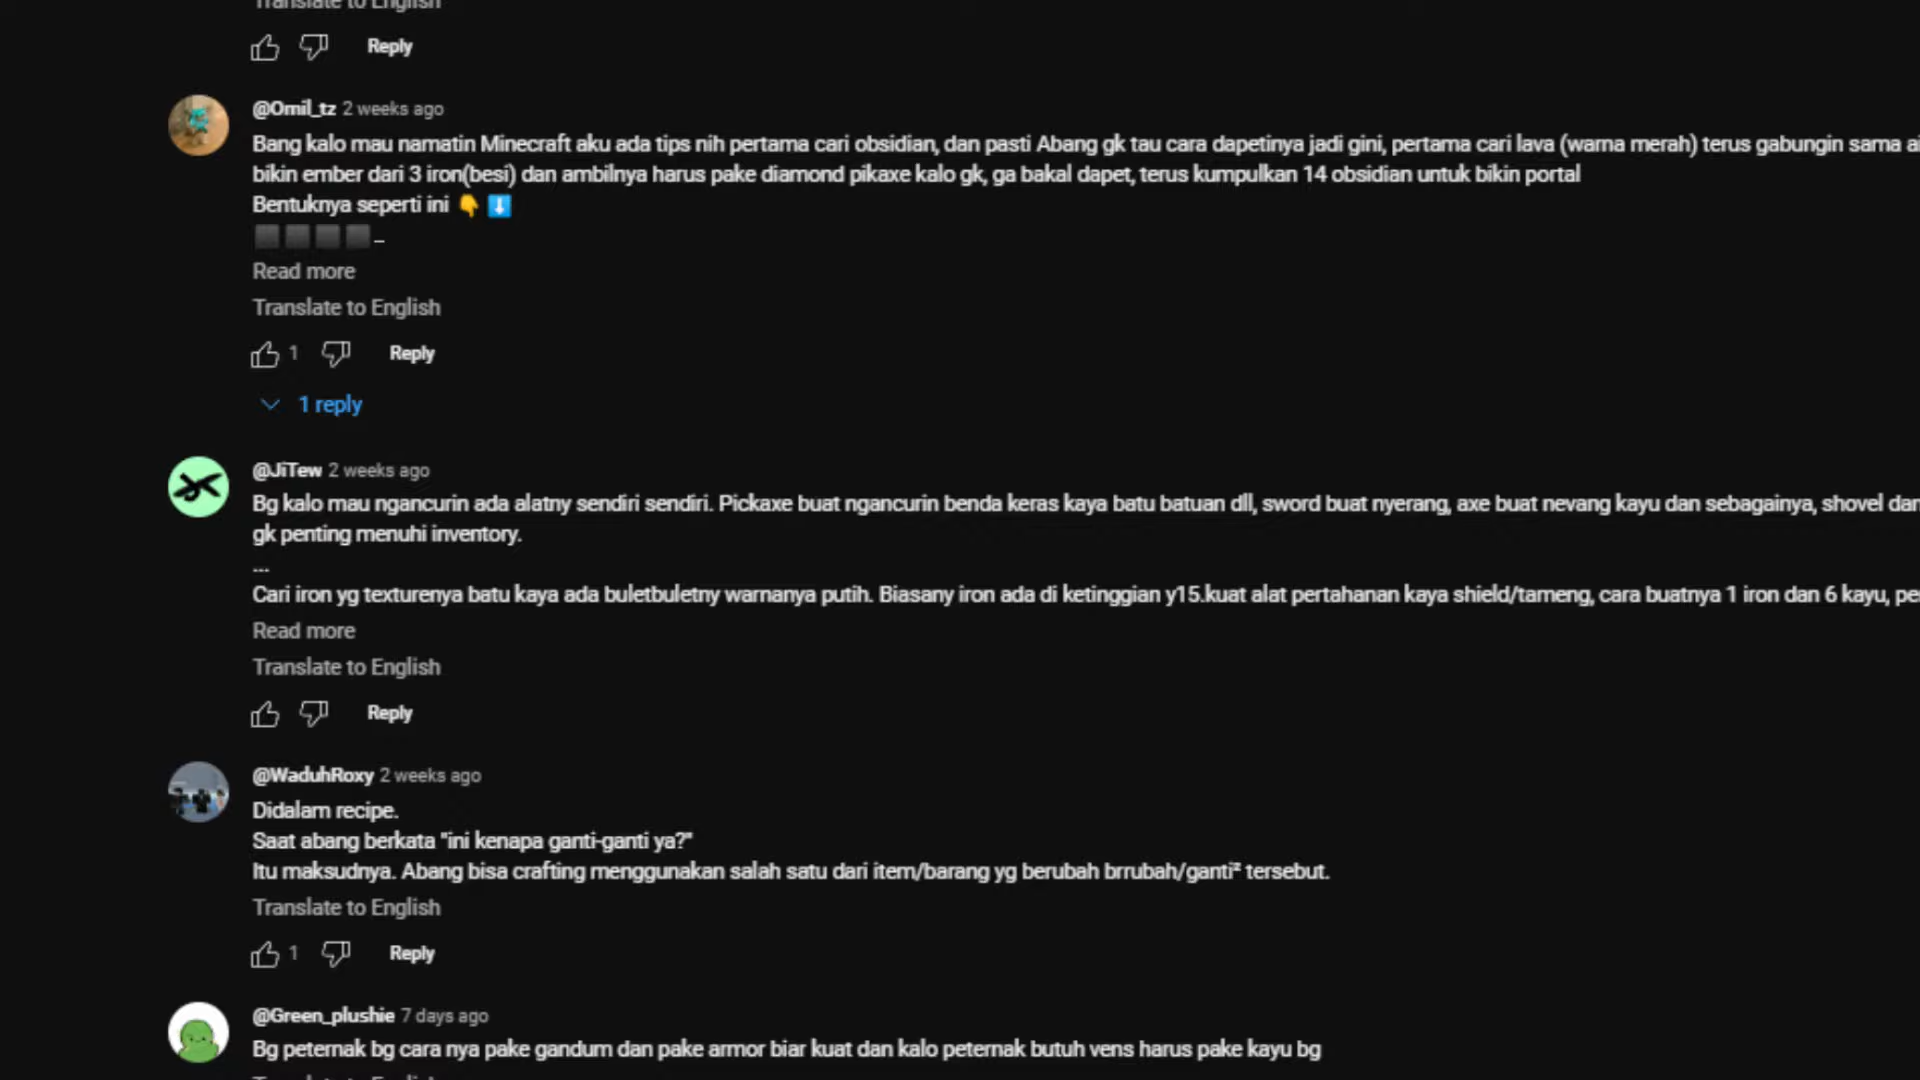 Translate to English
Reply
@Omil_tz 2 weeks ago
Bang kalo mau namatin Minecraft aku ada tips nih pertama cari obsidian, dan pasti Abang gk tau cara dapetinya jadi gini, pertama cari lava (warna merah) terus gabungin sama
bikin ember dari 3 iron(besi) dan ambilnya harus pake diamond pikaxe kalo gk, ga bakal dapet, terus kumpulkan 14 obsidian untuk bikin portal
Bentuknya seperti ini 👇⬇️
⬛⬛⬛⬛...
Read more
Translate to English
1 Reply
1 reply
@JiTew 2 weeks ago
Bg kalo mau ngancurin ada alatny sendiri sendiri. Pickaxe buat ngancurin benda keras kaya batu batuan dll, sword buat nyerang, axe buat nevang kayu dan sebagainya, shovel
gk penting menuhi inventory.
...
Cari iron yg texturenya batu kaya ada buletbuletny warnanya putih. Biasany iron ada di ketinggian y15.kuat alat pertahanan kaya shield/tameng, cara buatnya 1 iron dan 6 kayu,
Read more
Translate to English
Reply
@WaduhRoxy 2 weeks ago
Didalam recipe.
Saat abang berkata "ini kenapa ganti-ganti ya?"
Itu maksudnya. Abang bisa crafting menggunakan salah satu dari item/barang yg berubah brrubah/ganti² tersebut.
Translate to English
1 Reply
@Green_plushie 7 days ago
Bg peternak bg cara nya pake gandum dan pake armor biar kuat dan kalo peternak butuh vens harus pake kayu bg
Translate to English